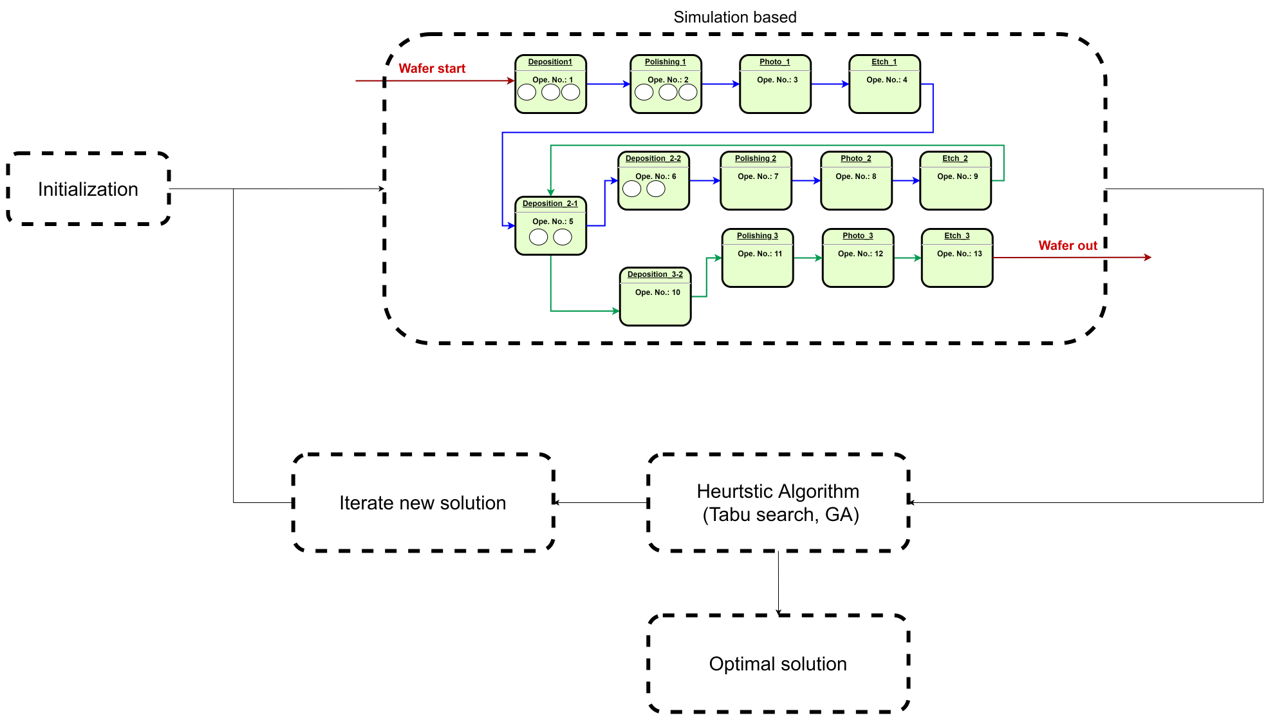 Simulation based
Wafer start
Deposition1
Ope. No.: 1
Polishing 1
Ope. No.: 2
Photo_1
Ope. No.: 3
Etch_1
Ope. No.: 4
Initialization
Deposition_2-1
Ope. No.: 5
Deposition_2-2
Ope. No.: 6
Polishing 2
Ope. No.: 7
Photo_2
Ope. No.: 8
Etch_2
Ope. No.: 9
Deposition_3-2
Ope. No.: 10
Polishing 3
Ope. No.: 11
Photo_3
Ope. No.: 12
Etch_3
Ope. No.: 13
Wafer out
Iterate new solution
Heurtstic Algorithm
(Tabu search, GA)
Optimal solution